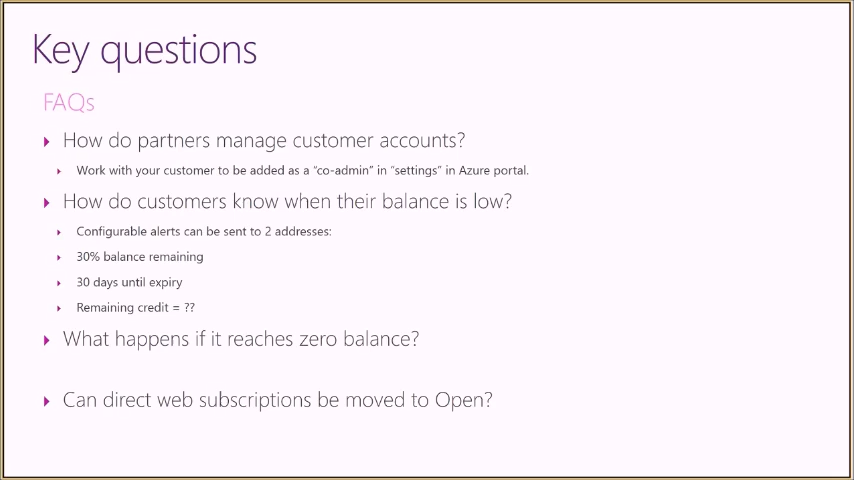 Key questions
FAQs
How do partners manage customer accounts?
Work with your customer to be added as a “co-admin” in “settings” in Azure portal.
How do customers know when their balance is low?
Configurable alerts can be sent to 2 addresses:
30% balance remaining
30 days until expiry
Remaining credit = ??
What happens if it reaches zero balance?
Can direct web subscriptions be moved to Open?